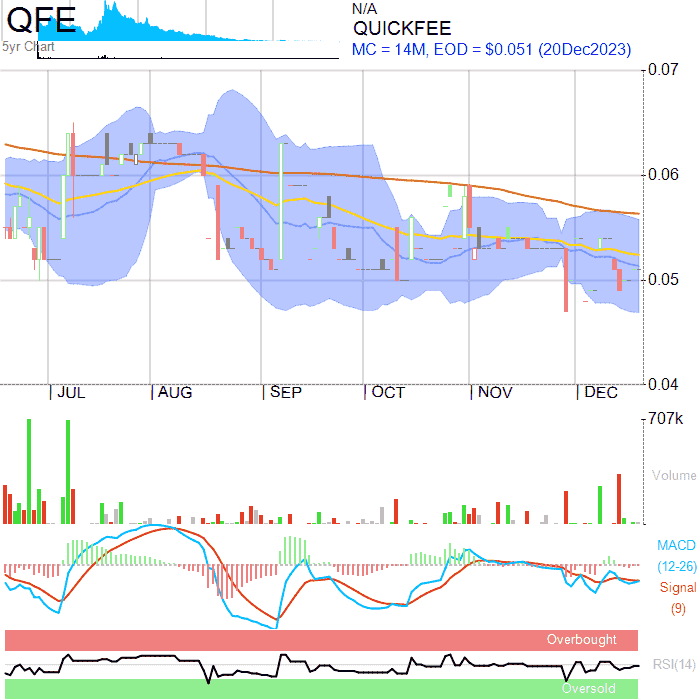 QFE
5yr Chart
N/A
QUICKFEE
MC = 14M, EOD = $0.051 (20Dec2023)
0.07
0.06
0.05
0.04
JUL
AUG
SEP
OCT
NOV
DEC
707k
Volume
MACD
(12-26)
Signal
(9)
Overbought
RSI(14)
Oversold